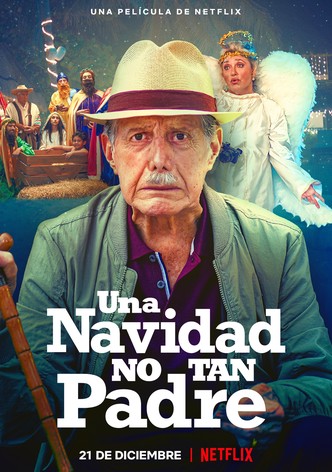 UNA PELÍCULA DE NETFLIX
Una
Navidad
NO TAN
Padre
21 DE DICIEMBRE | NETFLIX